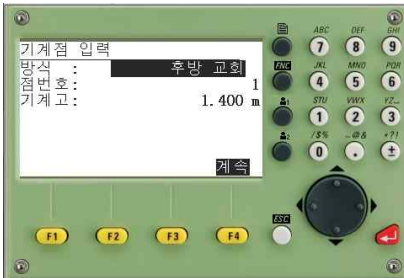 기계점 입력
방식 : 후방 교회
점번호: 1
기계고: 1.400 m
계속
F1 F2 F3 F4
ABC DEF GHI
7 8 9
FNC JKL MNO PQR
4 5 6
STU VWX YZ...
1 2 3
/$% _@& *?!
0 . ±
ESC